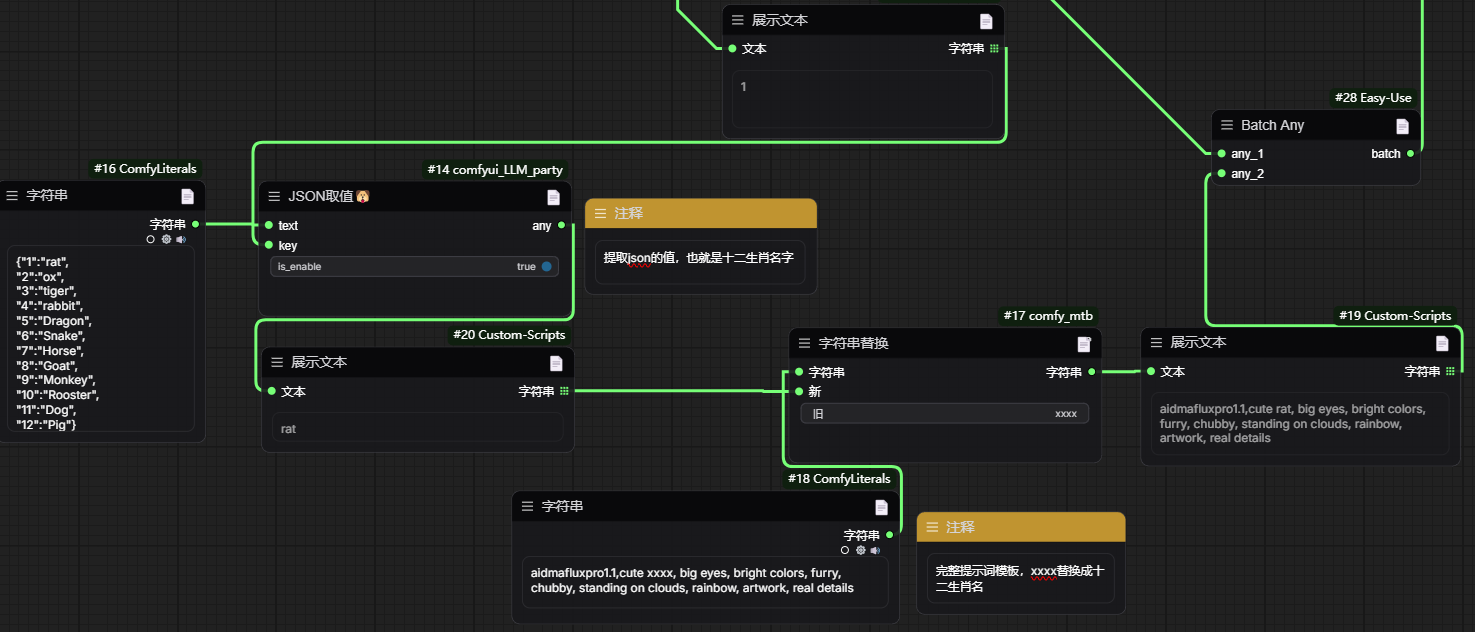 展示文本
文本 字符串
1
#28 Easy-Use
Batch Any
any_1 batch
any_2
#16 ComfyLiterals
字符串
字符串
{"1":"rat",
"2":"ox",
"3":"tiger",
"4":"rabbit",
"5":"Dragon",
"6":"Snake",
"7":"Horse",
"8":"Goat",
"9":"Monkey",
"10":"Rooster",
"11":"Dog",
"12":"Pig"}
#14 comfyui_LLM_party
JSON取值
text any
key
is_enable true
注释
提取json的值，也就是十二生肖名字
#20 Custom-Scripts
展示文本
文本 字符串
rat
#17 comfy_mtb
字符串替换
字符串 字符串
新
旧 xxxx
#19 Custom-Scripts
展示文本
文本 字符串
aidmafluxpro1.1,cute rat, big eyes, bright colors,
furry, chubby, standing on clouds, rainbow,
artwork, real details
#18 ComfyLiterals
字符串
字符串
aidmafluxpro1.1,cute xxxx, big eyes, bright colors, furry,
chubby, standing on clouds, rainbow, artwork, real details
注释
完整提示词模板，xxxx替换成十
二生肖名